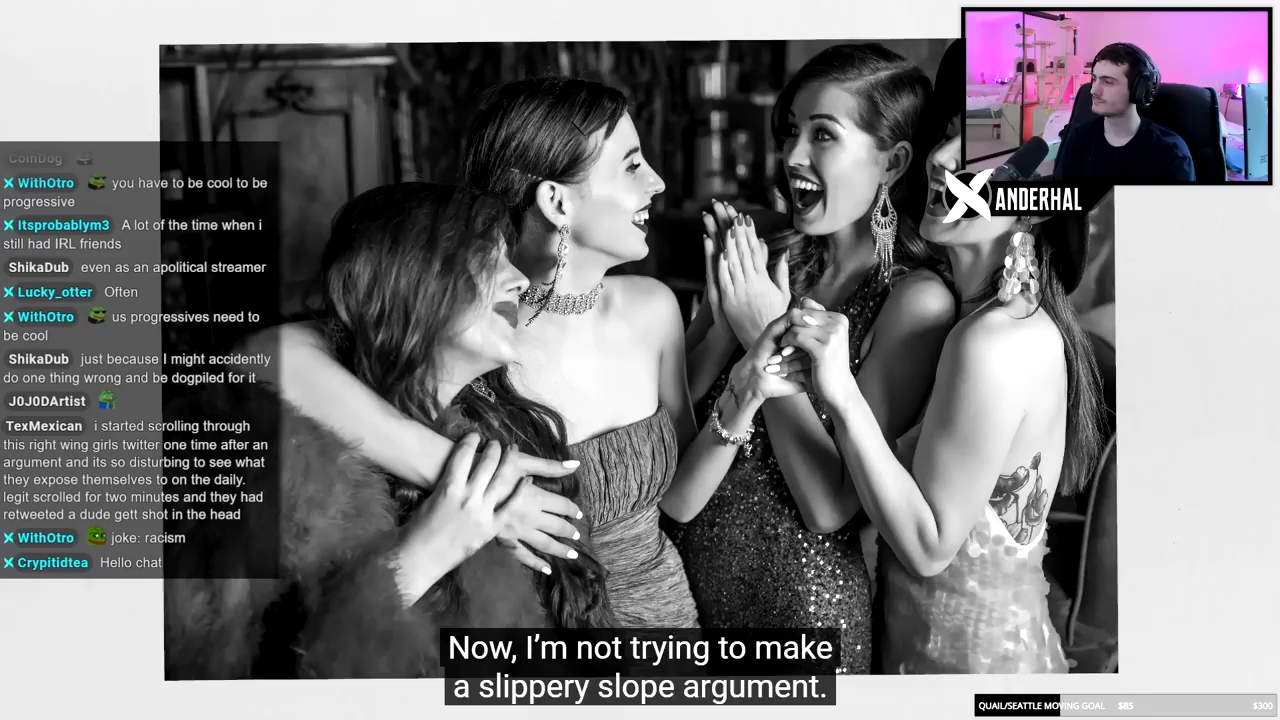 CoinDog
WithOtro you have to be cool to be
progressive
Itsprobablym3 A lot of the time when i
still had IRL friends
ShikaDub even as an apolitical streamer
Lucky_otter Often
WithOtro us progressives need to
be cool
ShikaDub just because I might accidently
do one thing wrong and be dogpiled for it
J0J0DArtist
TexMexican i started scrolling through
this right wing girls twitter one time after an
argument and its so disturbing to see what
they expose themselves to on the daily.
legit scrolled for two minutes and they had
retweeted a dude gett shot in the head
WithOtro joke: racism
Crypitidtea Hello chat
XANDERHAL
Now, I’m not trying to make
a slippery slope argument.
QUAIL/SEATTLE MOVING GOAL $85 $300